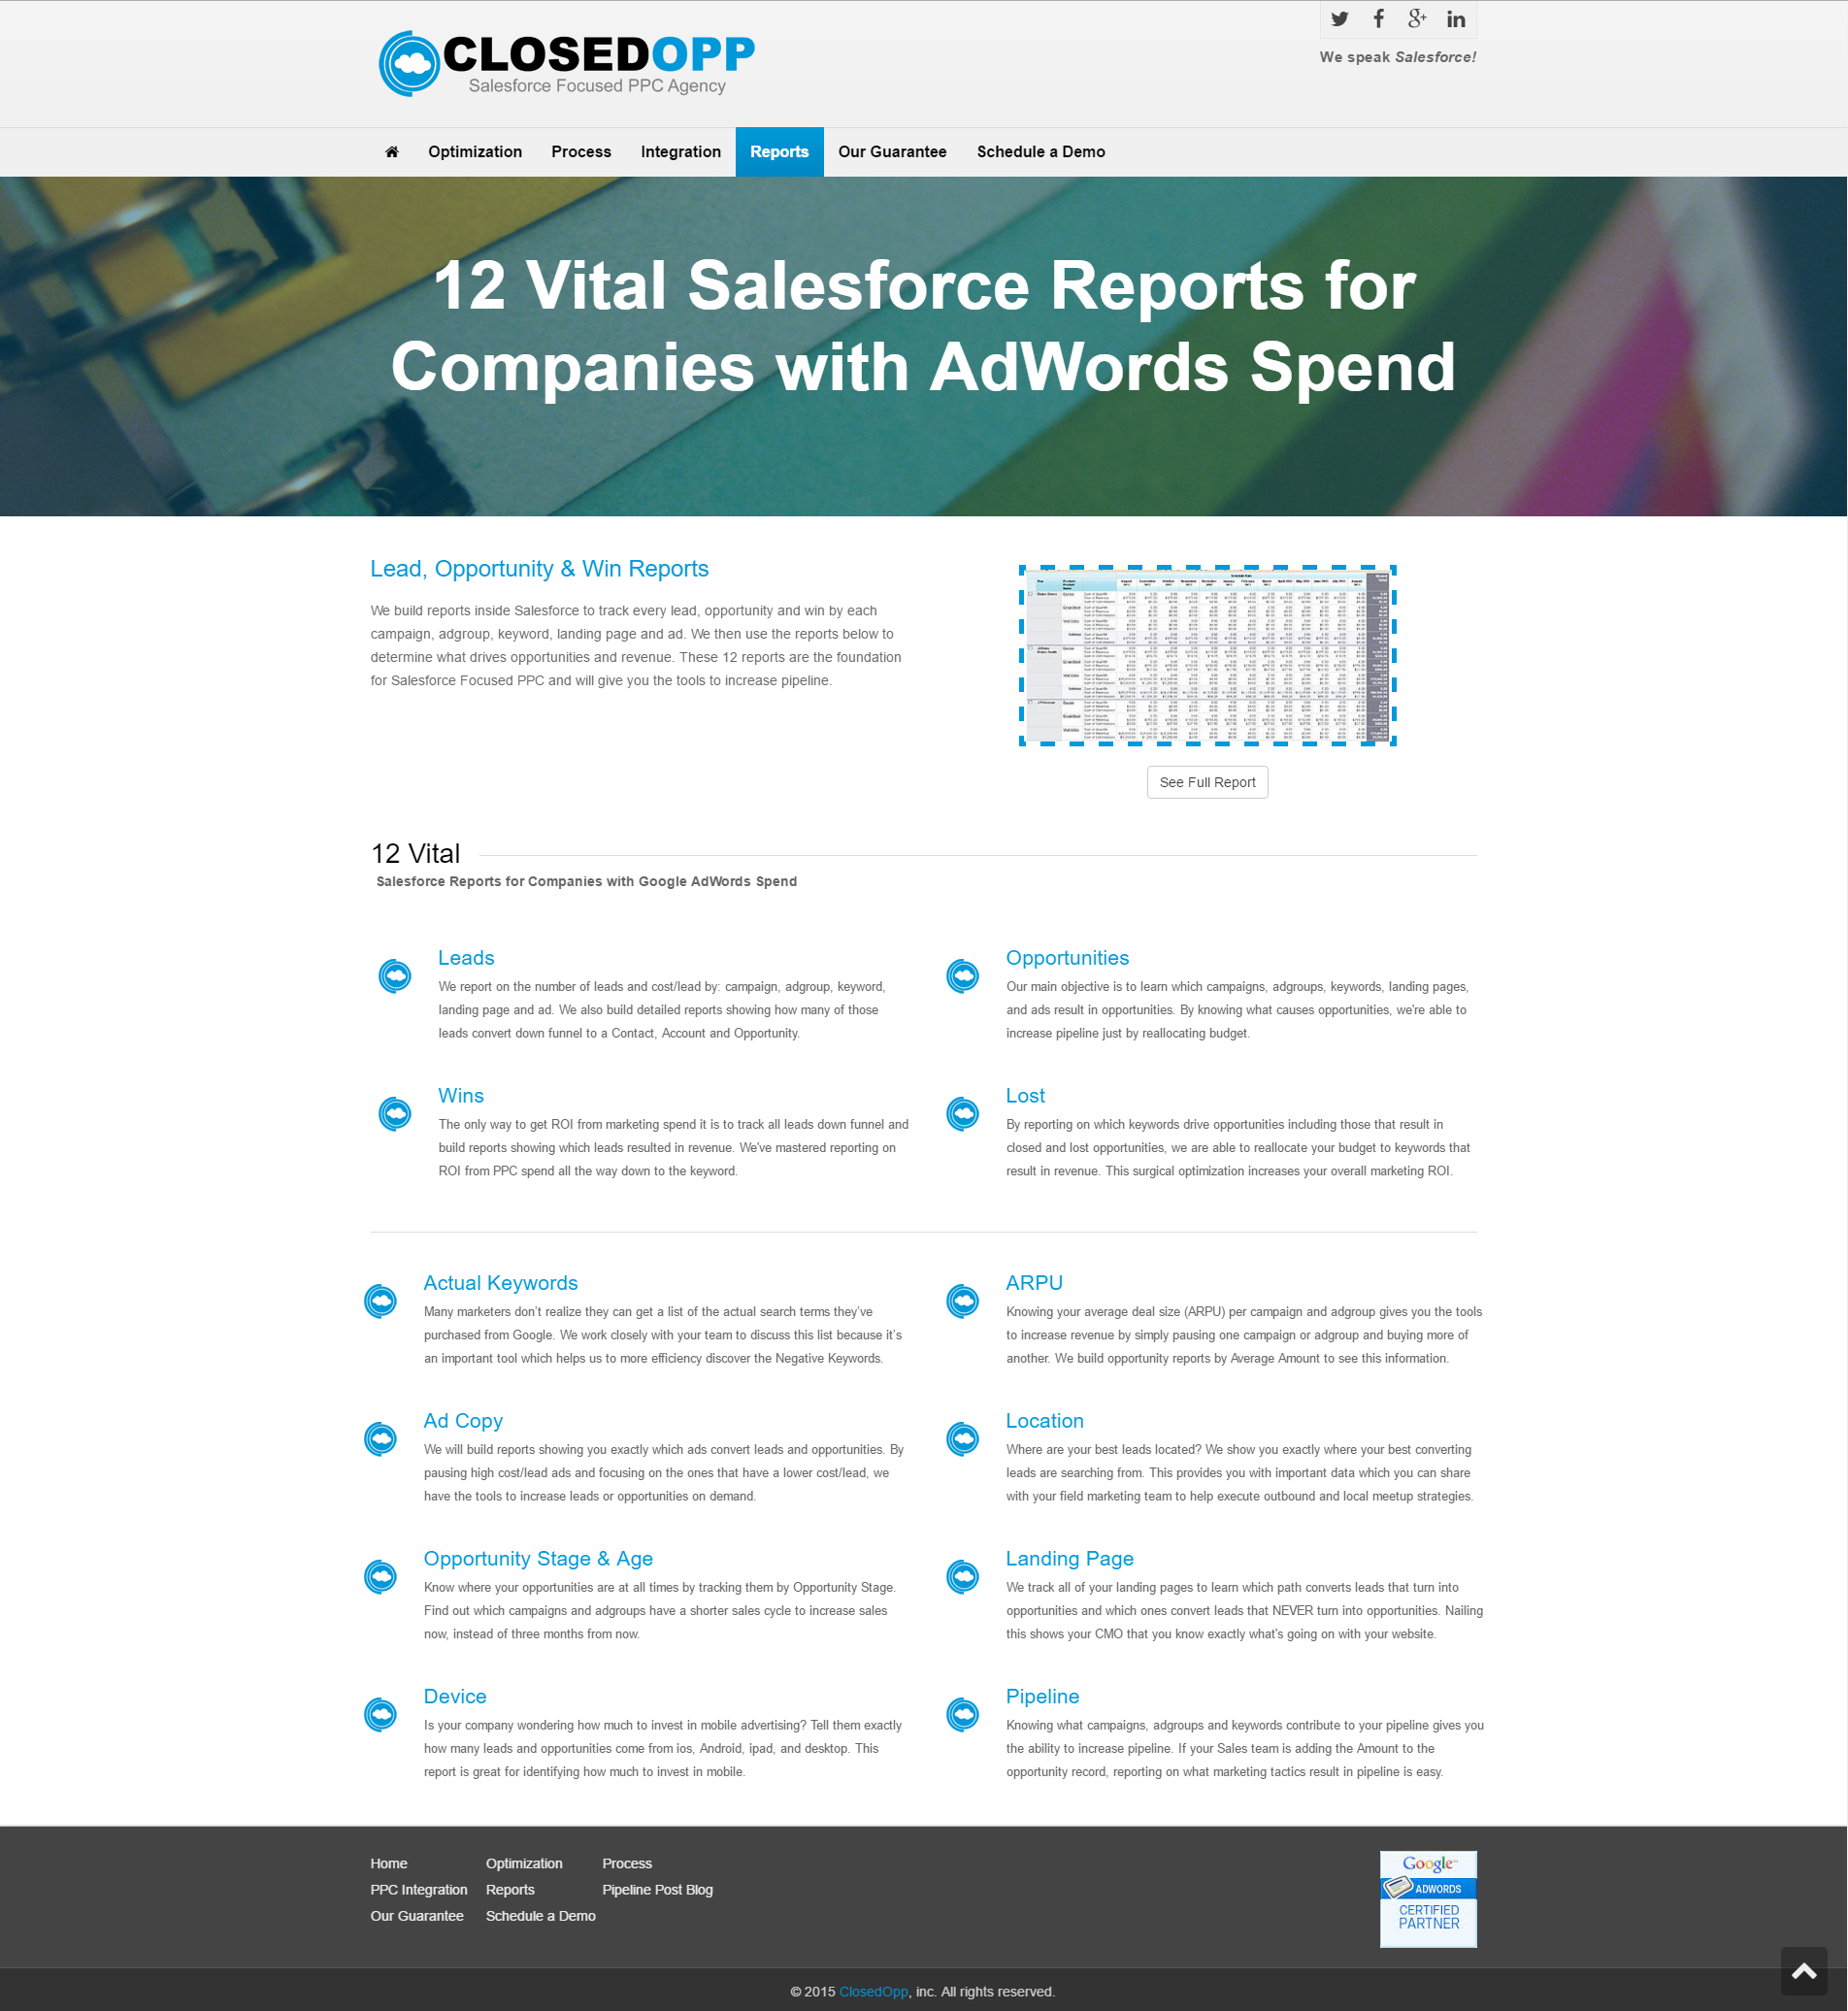 CLOSEDOPP
Salesforce Focused PPC Agency
We speak Salesforce!
Optimization Process Integration Reports Our Guarantee Schedule a Demo
12 Vital Salesforce Reports for
Companies with AdWords Spend
Lead, Opportunity & Win Reports
We build reports inside Salesforce to track every lead, opportunity and win by each
campaign, adgroup, keyword, landing page and ad. We then use the reports below to
determine what drives opportunities and revenue. These 12 reports are the foundation
for Salesforce Focused PPC and will give you the tools to increase pipeline.
See Full Report
12 Vital
Salesforce Reports for Companies with Google AdWords Spend
Leads
We report on the number of leads and cost/lead by: campaign, adgroup, keyword,
landing page and ad. We also build detailed reports showing how many of those
leads convert down funnel to a Contact, Account and Opportunity.
Opportunities
Our main objective is to learn which campaigns, adgroups, keywords, landing pages,
and ads result in opportunities. By knowing what causes opportunities, we're able to
increase pipeline just by reallocating budget.
Wins
The only way to get ROI from marketing spend it is to track all leads down funnel and
build reports showing which leads resulted in revenue. We've mastered reporting on
ROI from PPC spend all the way down to the keyword.
Lost
By reporting on which keywords drive opportunities including those that result in
closed and lost opportunities, we are able to reallocate your budget to keywords that
result in revenue. This surgical optimization increases your overall marketing ROI.
Actual Keywords
Many marketers don’t realize they can get a list of the actual search terms they’ve
purchased from Google. We work closely with your team to discuss this list because it’s
an important tool which helps us to more efficiency discover the Negative Keywords.
ARPU
Knowing your average deal size (ARPU) per campaign and adgroup gives you the tools
to increase revenue by simply pausing one campaign or adgroup and buying more of
another. We build opportunity reports by Average Amount to see this information.
Ad Copy
We will build reports showing you exactly which ads convert leads and opportunities. By
pausing high cost/lead ads and focusing on the ones that have a lower cost/lead, we
have the tools to increase leads or opportunities on demand.
Location
Where are your best leads located? We show you exactly where your best converting
leads are searching from. This provides you with important data which you can share
with your field marketing team to help execute outbound and local meetup strategies.
Opportunity Stage & Age
Know where your opportunities are at all times by tracking them by Opportunity Stage.
Find out which campaigns and adgroups have a shorter sales cycle to increase sales
now, instead of three months from now.
Landing Page
We track all of your landing pages to learn which path converts leads that turn into
opportunities and which ones convert leads that NEVER turn into opportunities. Nailing
this shows your CMO that you know exactly what's going on with your website.
Device
Is your company wondering how much to invest in mobile advertising? Tell them exactly
how many leads and opportunities come from ios, Android, ipad, and desktop. This
report is great for identifying how much to invest in mobile.
Pipeline
Knowing what campaigns, adgroups and keywords contribute to your pipeline gives you
the ability to increase pipeline. If your Sales team is adding the Amount to the
opportunity record, reporting on what marketing tactics result in pipeline is easy.
Home Optimization Process
PPC Integration Reports Pipeline Post Blog
Our Guarantee Schedule a Demo
Google
ADWORDS
CERTIFIED
PARTNER
© 2015 ClosedOpp, inc. All rights reserved.